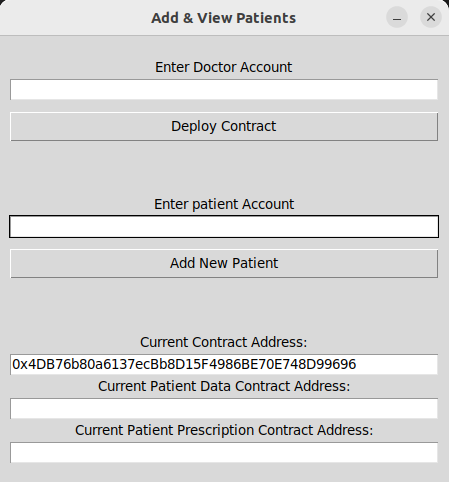 Add & View Patients
Enter Doctor Account
Deploy Contract
Enter patient Account
Add New Patient
Current Contract Address:
0x4DB76b80a6137ecBb8D15F4986BE70E748D99696
Current Patient Data Contract Address:
Current Patient Prescription Contract Address: